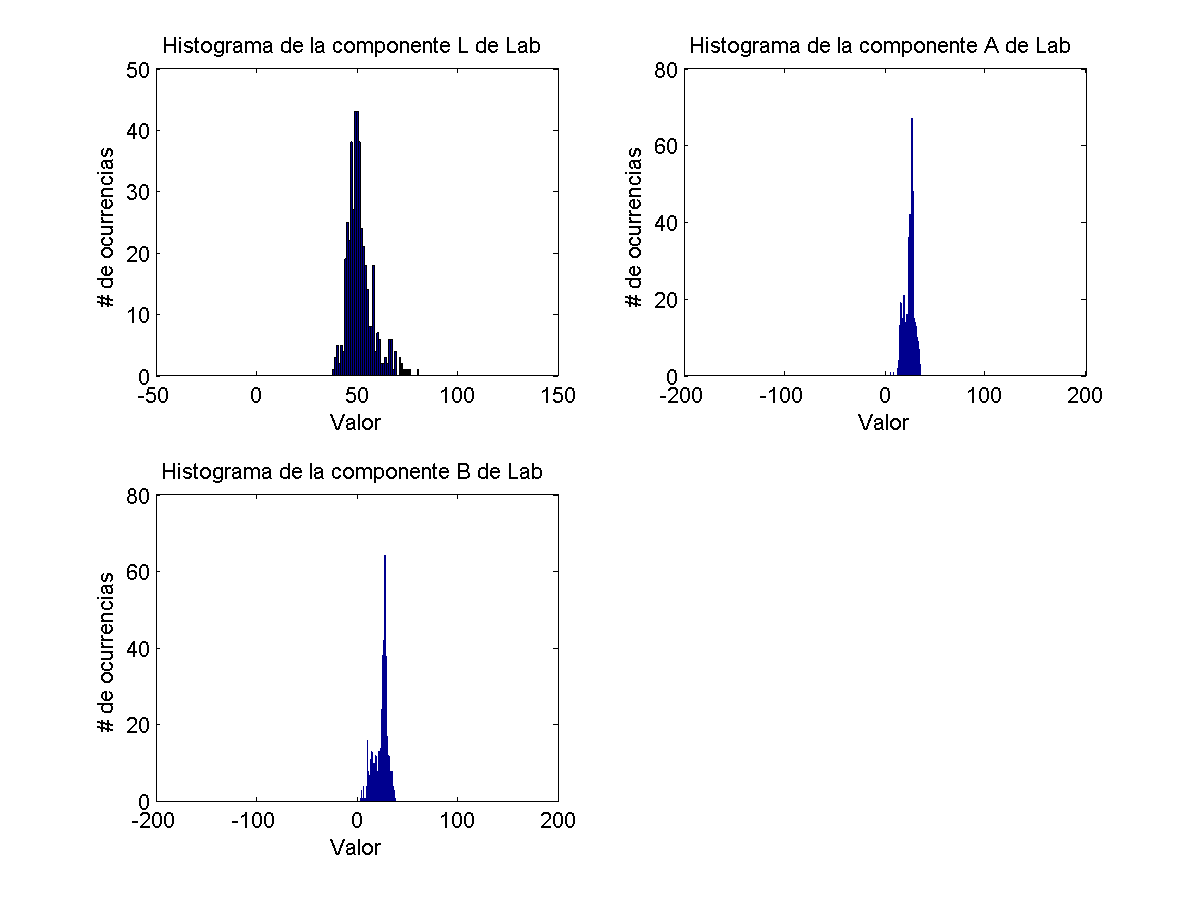 Histograma de la componente L de Lab
50
40
30
20
10
0
-50 0 50 100 150
# de ocurrencias
Valor
Histograma de la componente A de Lab
80
60
40
20
0
-200 -100 0 100 200
# de ocurrencias
Valor
Histograma de la componente B de Lab
80
60
40
20
0
-200 -100 0 100 200
# de ocurrencias
Valor